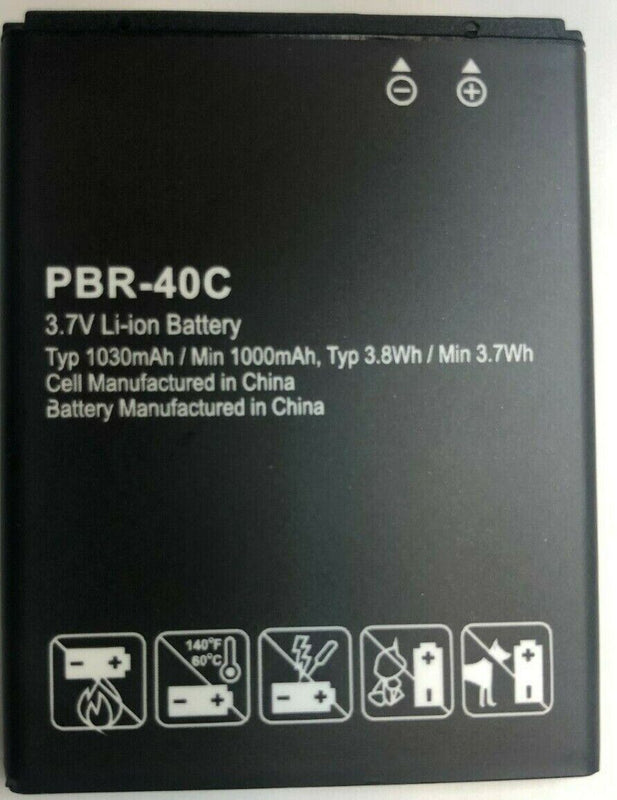 PBR-40C
3.7V Li-ion Battery
Typ 1030mAh / Min 1000mAh, Typ 3.8Wh / Min 3.7Wh
Cell Manufactured in China
Battery Manufactured in China
140°F
60°C